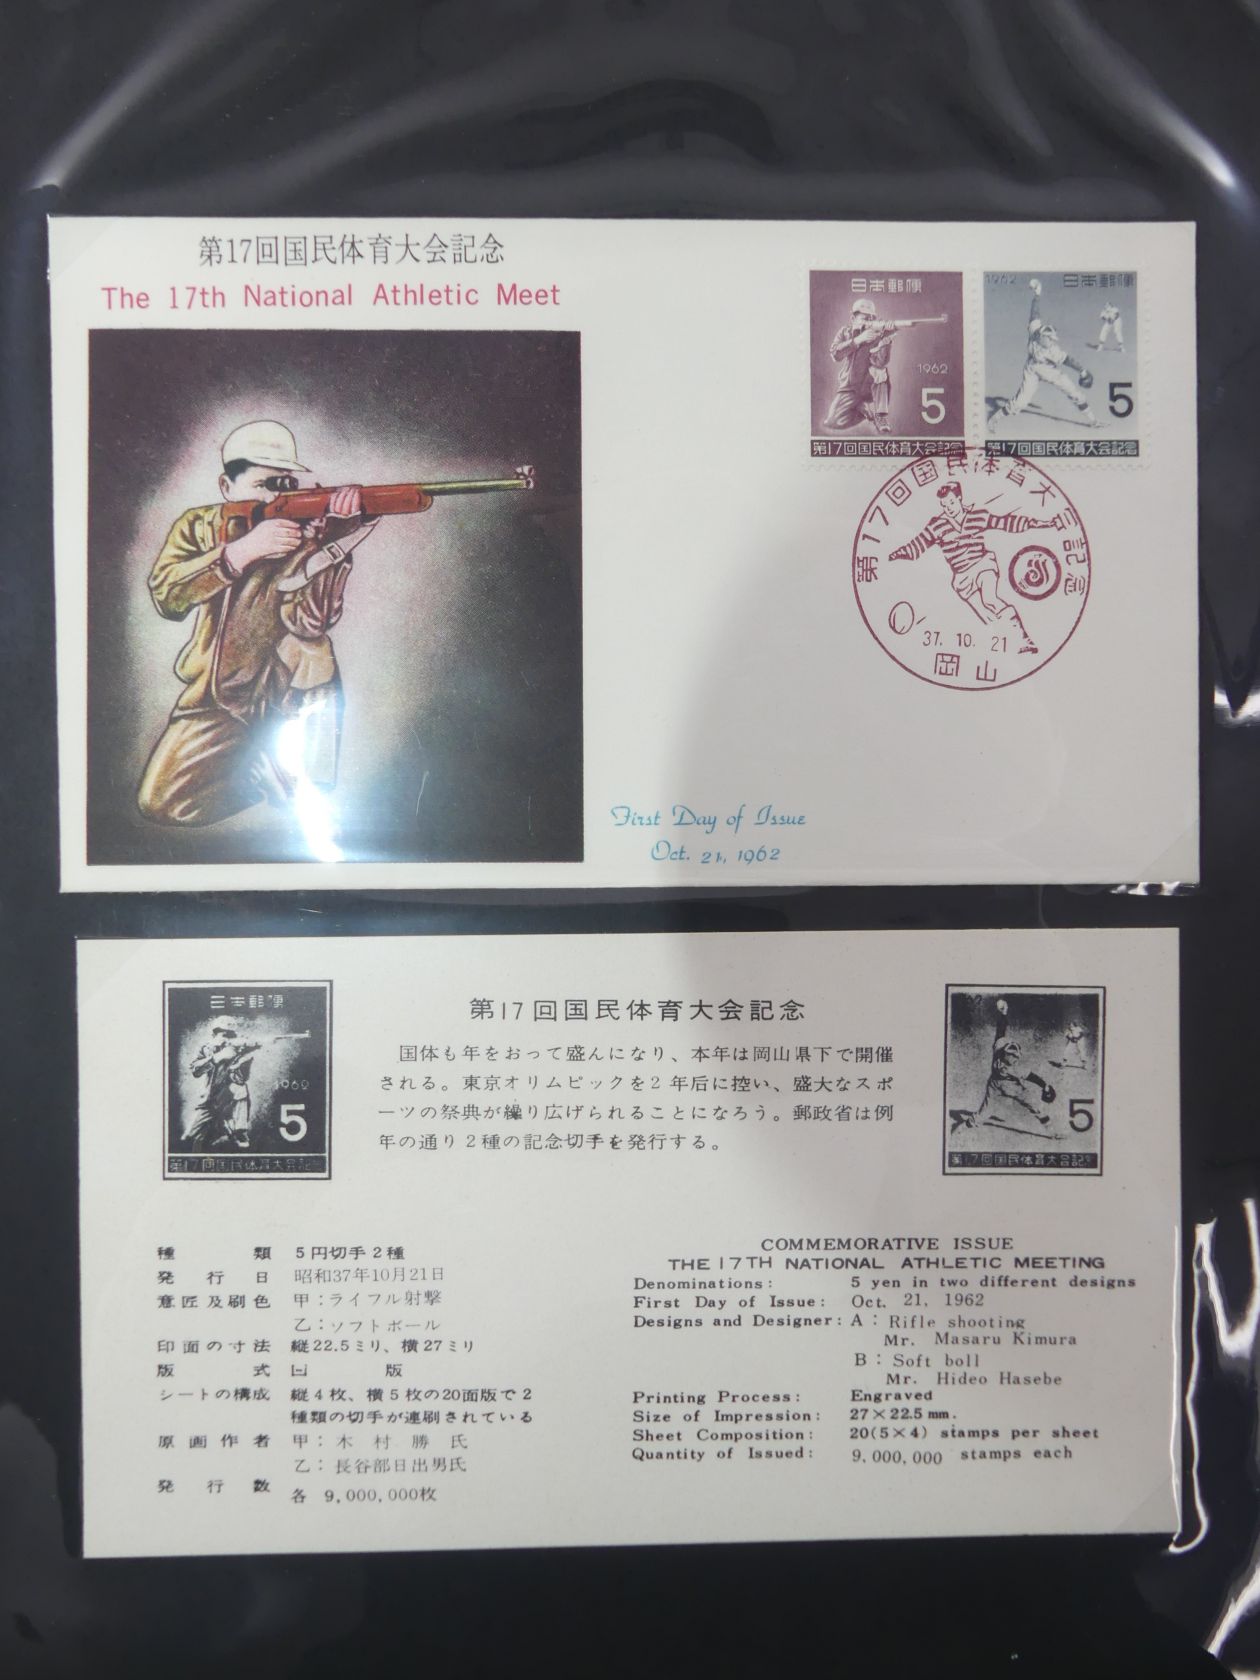 第17回国民体育大会記念
The 17th National Athletic Meet
日本郵便
1962
5
第17回国民体育大会記念
1962 日本郵便
5
第17回国民体育大会記念
第17回国民体育大会記念
37. 10. 21
岡山
First Day of Issue
Oct. 21, 1962
日本郵便
1962
5
第17回国民体育大会記念
第17回国民体育大会記念
国体も年をおって盛んになり、本年は岡山県下で開催
される。東京オリムピックを2年后に控い、盛大なスポ
ーツの祭典が繰り広げられることになろう。郵政省は例
年の通り2種の記念切手を発行する。
5
第17回国民体育大会記念
種類 5円切手2種
発行日 昭和37年10月21日
意匠及刷色 甲：ライフル射撃
乙：ソフトボール
印面の寸法 縦22.5ミリ、横27ミリ
版式 凹版
シートの構成 縦4枚、横5枚の20面版で2
種類の切手が連刷されている
原画作者 甲：木村勝氏
乙：長谷部日出男氏
発行数 各 9,000,000枚
COMMEMORATIVE ISSUE
THE 17TH NATIONAL ATHLETIC MEETING
Denominations: 5 yen in two different designs
First Day of Issue: Oct. 21, 1962
Designs and Designer: A: Rifle shooting
Mr. Masaru Kimura
B: Soft boll
Mr. Hideo Hasebe
Printing Process: Engraved
Size of Impression: 27×22.5 mm.
Sheet Composition: 20(5×4) stamps per sheet
Quantity of Issued: 9,000,000 stamps each